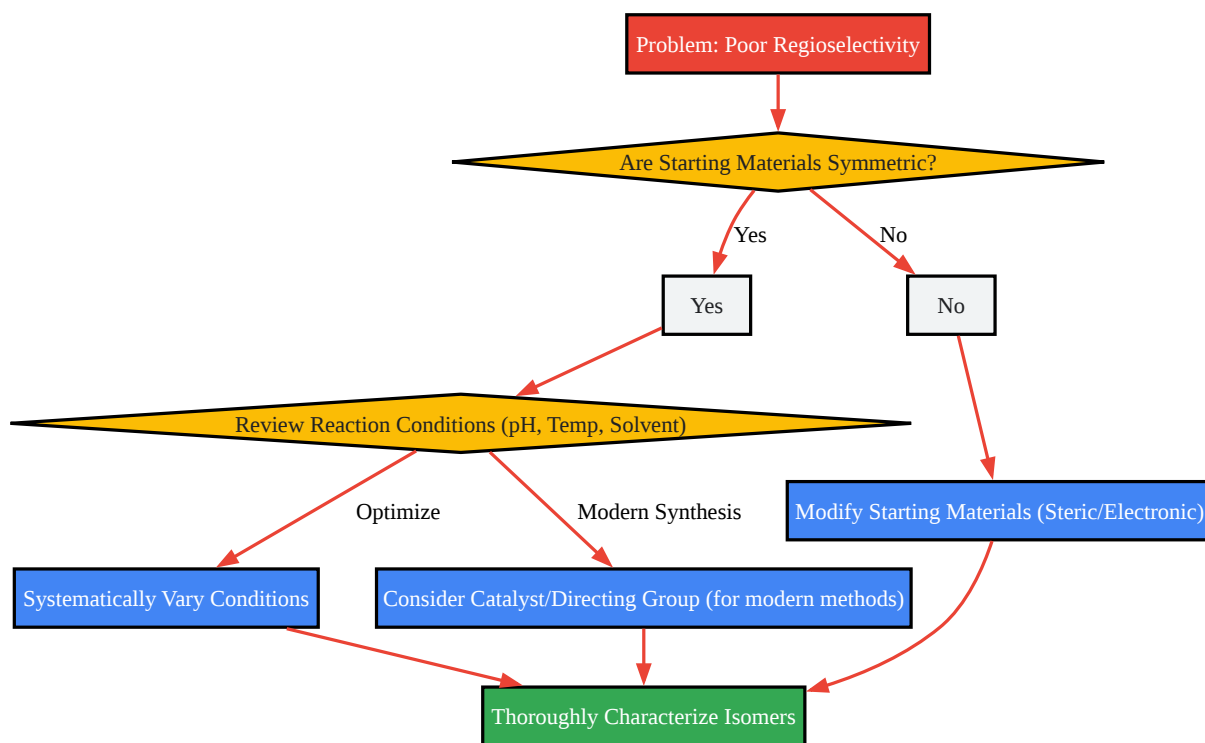 Problem: Poor Regioselectivity
Are Starting Materials Symmetric?
Yes
No
Yes
No
Review Reaction Conditions (pH, Temp, Solvent)
Optimize
Modern Synthesis
Modify Starting Materials (Steric/Electronic)
Systematically Vary Conditions
Consider Catalyst/Directing Group (for modern methods)
Thoroughly Characterize Isomers